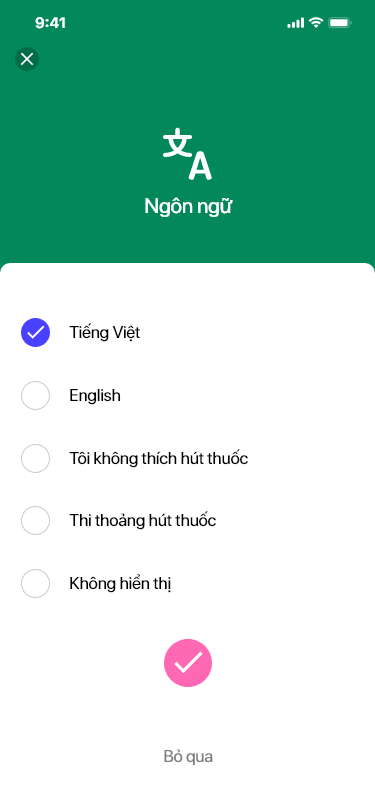 9:41
文A
Ngôn ngữ
Tiếng Việt
English
Tôi không thích hút thuốc
Thi thoảng hút thuốc
Không hiển thị
Bỏ qua